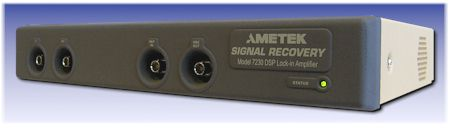 AMETEK
SIGNAL RECOVERY
Model 7230 DSP Lock-in Amplifier
STATUS